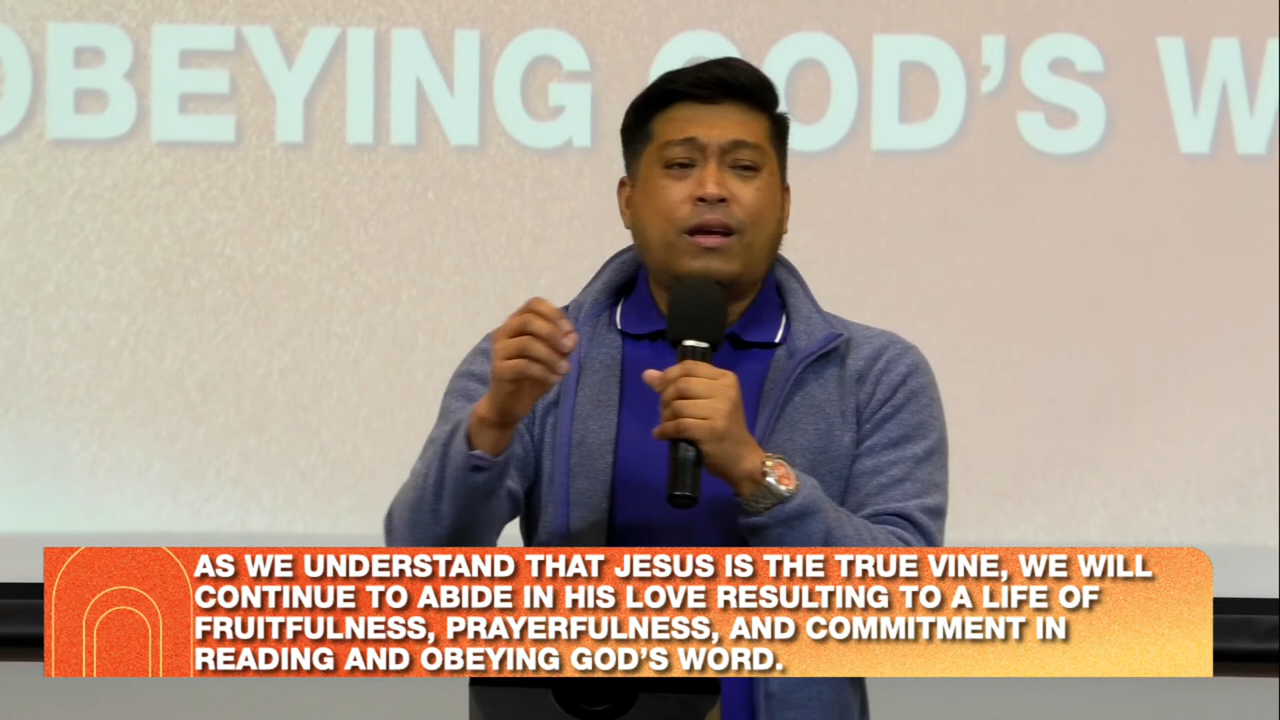 OBEYING GOD'S W
AS WE UNDERSTAND THAT JESUS IS THE TRUE VINE, WE WILL
CONTINUE TO ABIDE IN HIS LOVE RESULTING TO A LIFE OF
FRUITFULNESS, PRAYERFULNESS, AND COMMITMENT IN
READING AND OBEYING GOD'S WORD.